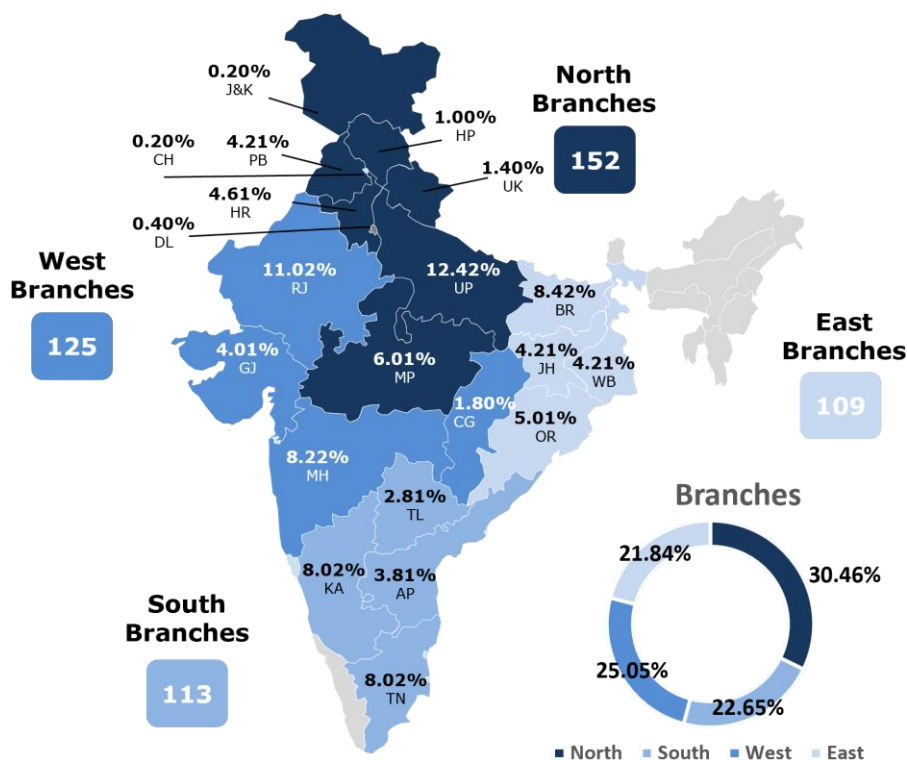 North
Branches
152
0.20%
J&K
1.00%
HP
0.20%
CH
4.21%
PB
1.40%
UK
4.61%
HR
0.40%
DL
West
Branches
125
11.02%
RJ
12.42%
UP
8.42%
BR
4.01%
GJ
6.01%
MP
4.21%
JH
4.21%
WB
East
Branches
109
1.80%
CG
5.01%
OR
8.22%
MH
2.81%
TL
8.02%
KA
3.81%
AP
South
Branches
113
8.02%
TN
Branches
21.84%
30.46%
25.05%
22.65%
North South West East